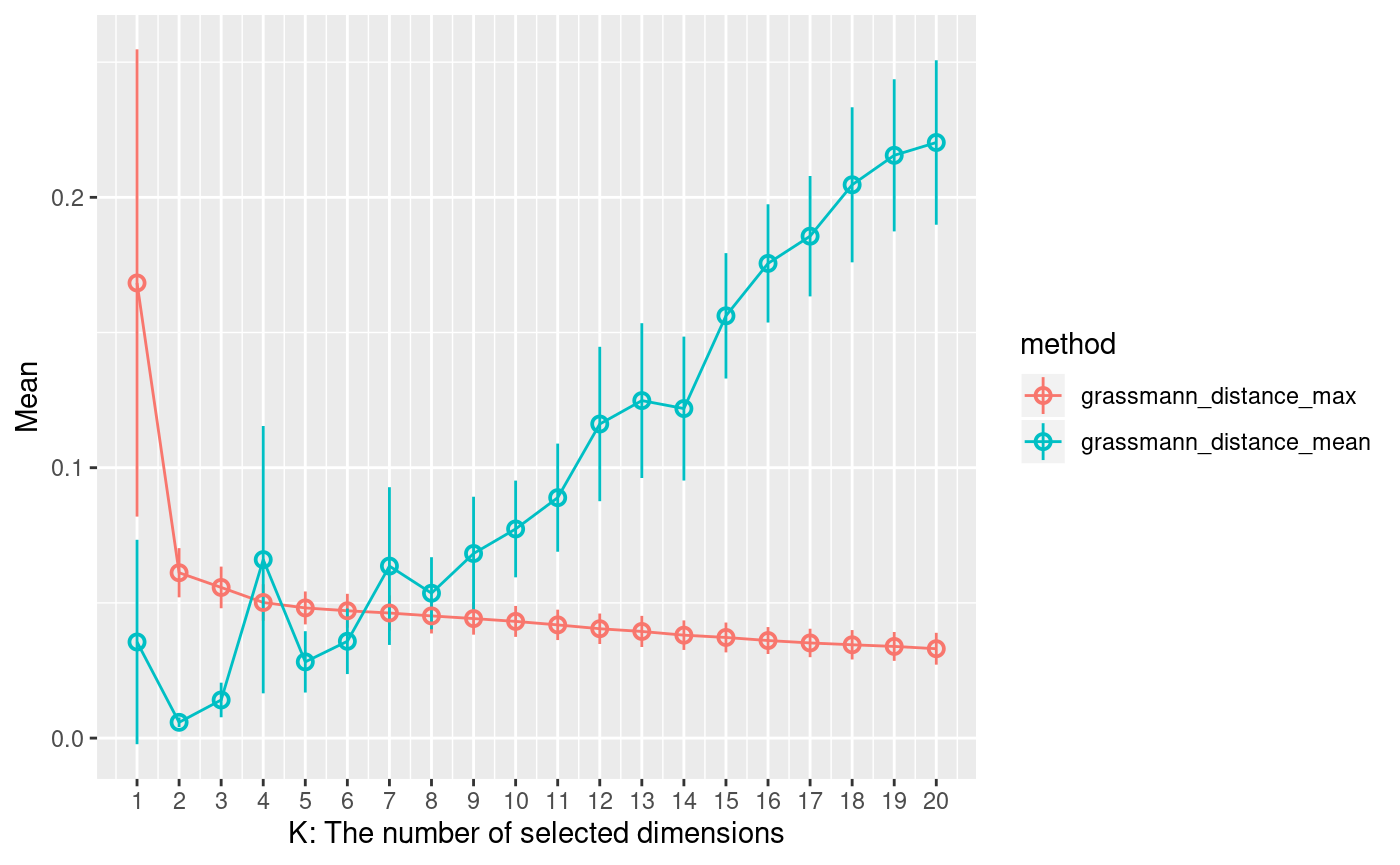 Mean
0.2
0.1
0.0
1 2 3 4 5 6 7 8 9 10 11 12 13 14 15 16 17 18 19 20
K: The number of selected dimensions
method
grassmann_distance_max
grassmann_distance_mean